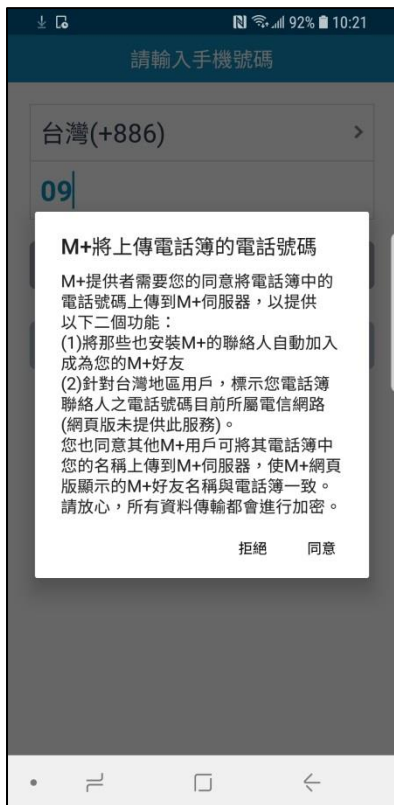 92% 10:21
請輸入手機號碼
台灣(+886)
09
M+將上傳電話簿的電話號碼
M+提供者需要您的同意將電話簿中的
電話號碼上傳到M+伺服器，以提供
以下二個功能：
(1)將那些也安裝M+的聯絡人自動加入
成為您的M+好友
(2)針對台灣地區用戶，標示您電話簿
聯絡人之電話號碼目前所屬電信網路
(網頁版未提供此服務)。
您也同意其他M+用戶可將其電話簿中
您的名稱上傳到M+伺服器，使M+網頁
版顯示的M+好友名稱與電話簿一致。
請放心，所有資料傳輸都會進行加密。
拒絕 同意